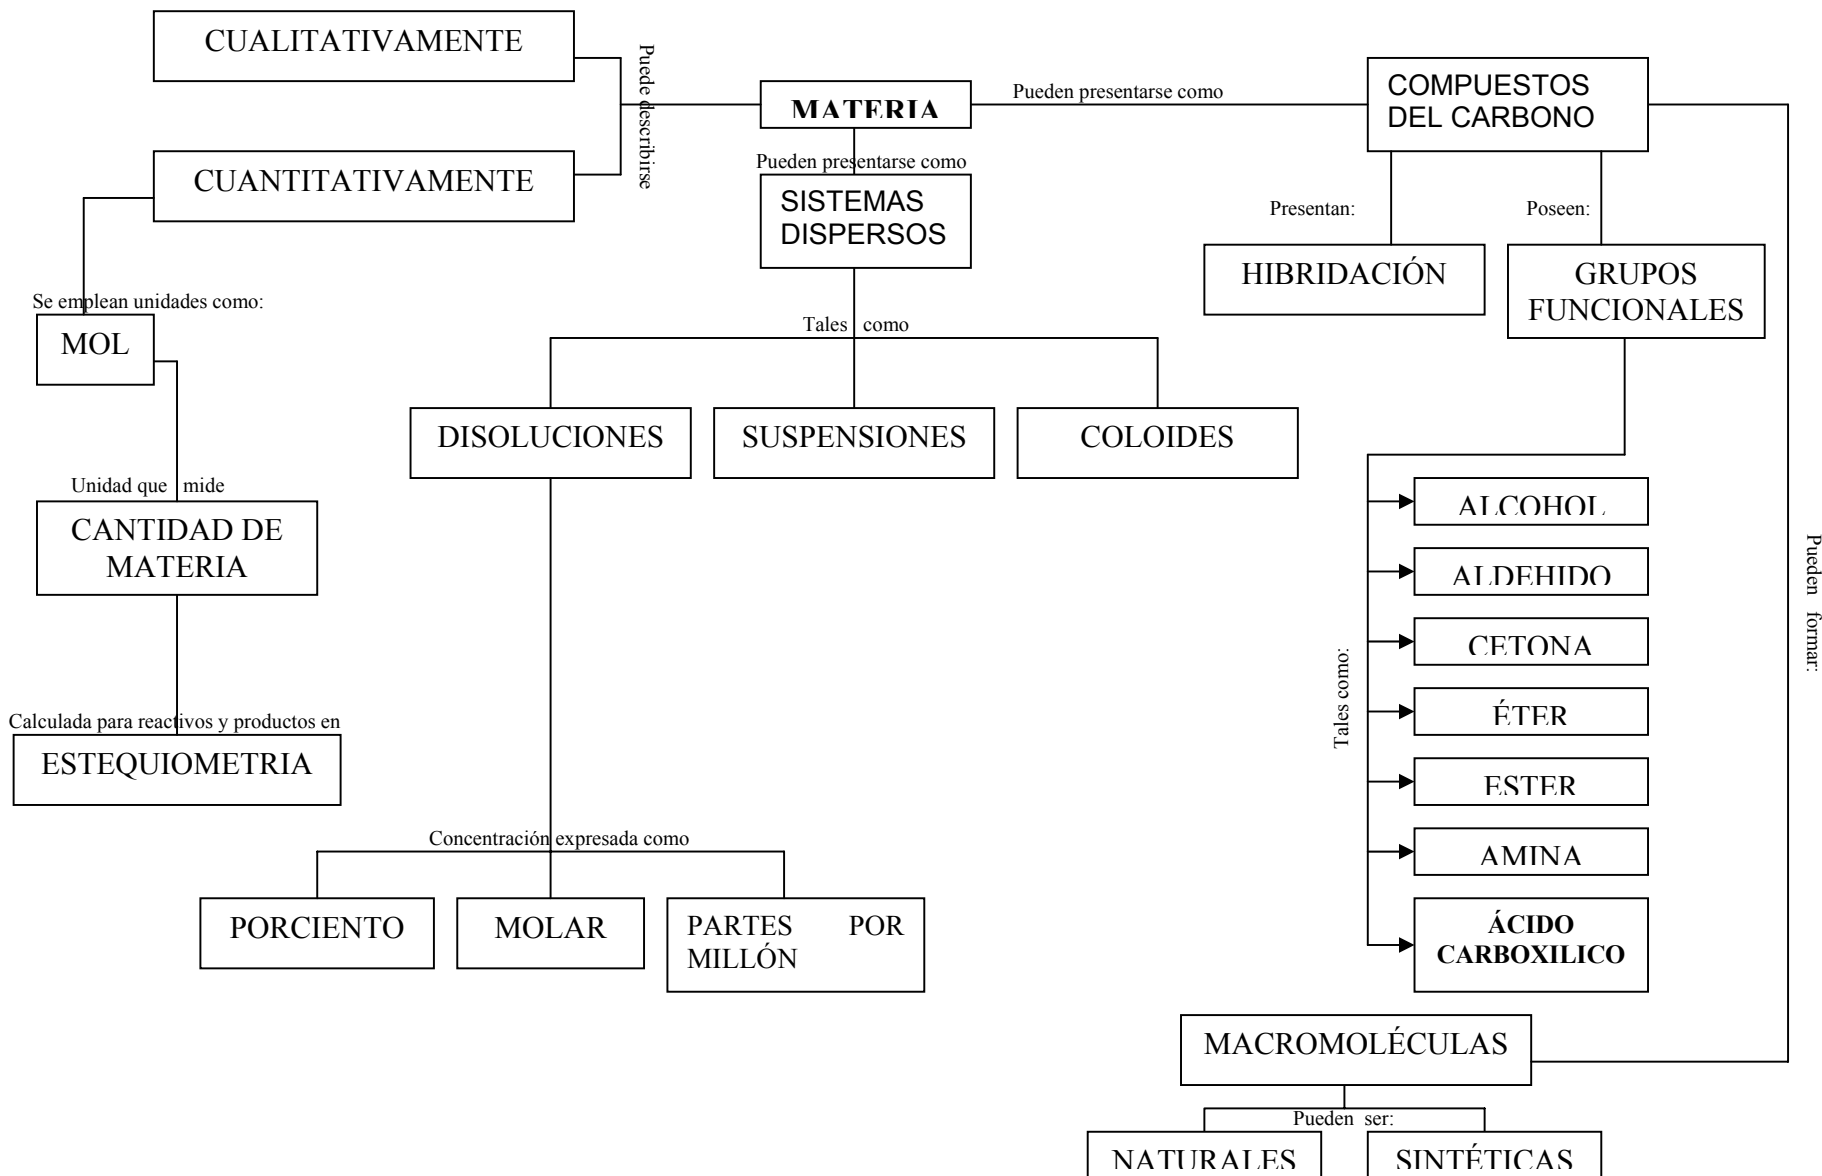 CUALITATIVAMENTE
Puede describirse
MATERIA
Pueden presentarse como
COMPUESTOS
DEL CARBONO
CUANTITATIVAMENTE
Pueden presentarse como
SISTEMAS
DISPERSOS
Presentan:
Poseen:
HIBRIDACIÓN
GRUPOS
FUNCIONALES
Se emplean unidades como:
MOL
Tales como
DISOLUCIONES
SUSPENSIONES
COLOIDES
Unidad que mide
CANTIDAD DE
MATERIA
Calculada para reactivos y productos en
ESTEQUIOMETRIA
Concentración expresada como
PORCIENTO
MOLAR
PARTES POR
MILLÓN
Tales como:
ALCOHOL
ALDEHIDO
CETONA
ÉTER
ESTER
AMINA
ÁCIDO
CARBOXILICO
Pueden formar:
MACROMOLÉCULAS
Pueden ser:
NATURALES
SINTÉTICAS